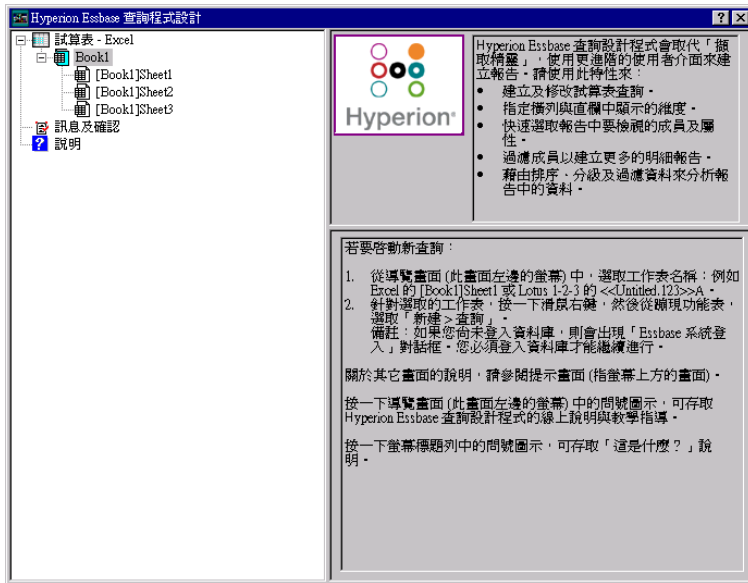 Hyperion Essbase 查詢程式設計
試算表 - Excel
Book1
[Book1]Sheet1
[Book1]Sheet2
[Book1]Sheet3
訊息及確認
說明
Hyperion
Hyperion Essbase 查詢設計程式會取代「擷
取精靈」，使用更進階的使用者介面來建
立報告。請使用此特性來：
• 建立及修改試算表查詢。
• 指定橫列與直欄中顯示的維度。
• 快速選取報告中要檢視的成員及屬
性。
• 過濾成員以建立更多的明細報告。
• 藉由排序、分級及過濾資料來分析報
告中的資料。
若要啓動新查詢：
1. 從導覽畫面 (此畫面左邊的螢幕) 中，選取工作表名稱：例如
Excel 的 [Book1]Sheet1 或 Lotus 1-2-3 的 <<Untitled.123>>A。
2. 針對選取的工作表，按一下滑鼠右鍵，然後從蹦現功能表，
選取「新建 > 查詢」。
備註：如果您尚未登入資料庫，則會出現「Essbase 系統登
入」對話框。您必須登入資料庫才能繼續進行。
關於其它畫面的說明，請參閱提示畫面 (指螢幕上方的畫面)。
按一下導覽畫面 (此畫面左邊的螢幕) 中的問號圖示，可存取
Hyperion Essbase 查詢設計程式的線上說明與教學指導。
按一下螢幕標題列中的問號圖示，可存取「這是什麼？」說
明。